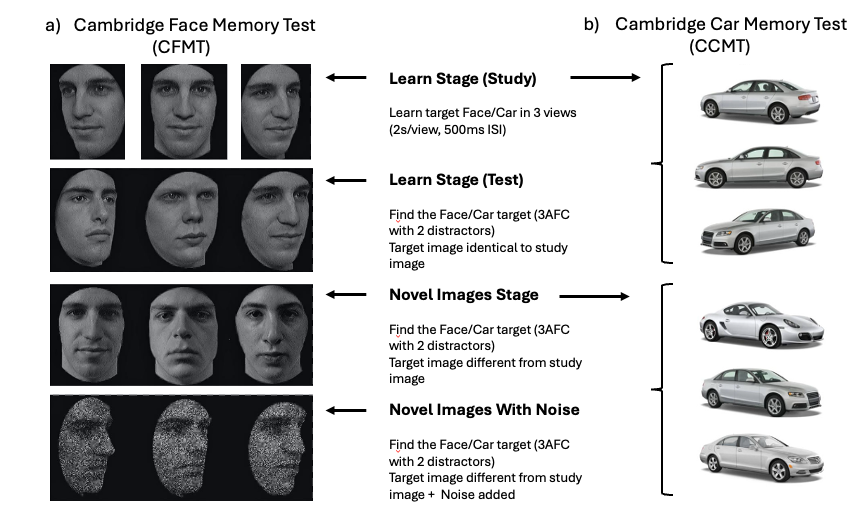 a) Cambridge Face Memory Test
(CFMT)
b) Cambridge Car Memory Test
(CCMT)
Learn Stage (Study)
Learn target Face/Car in 3 views
(2s/view, 500ms ISI)
Learn Stage (Test)
Find the Face/Car target (3AFC
with 2 distractors)
Target image identical to study
image
Novel Images Stage
Find the Face/Car target (3AFC
with 2 distractors)
Target image different from study
image
Novel Images With Noise
Find the Face/Car target (3AFC
with 2 distractors)
Target image different from study
image + Noise added